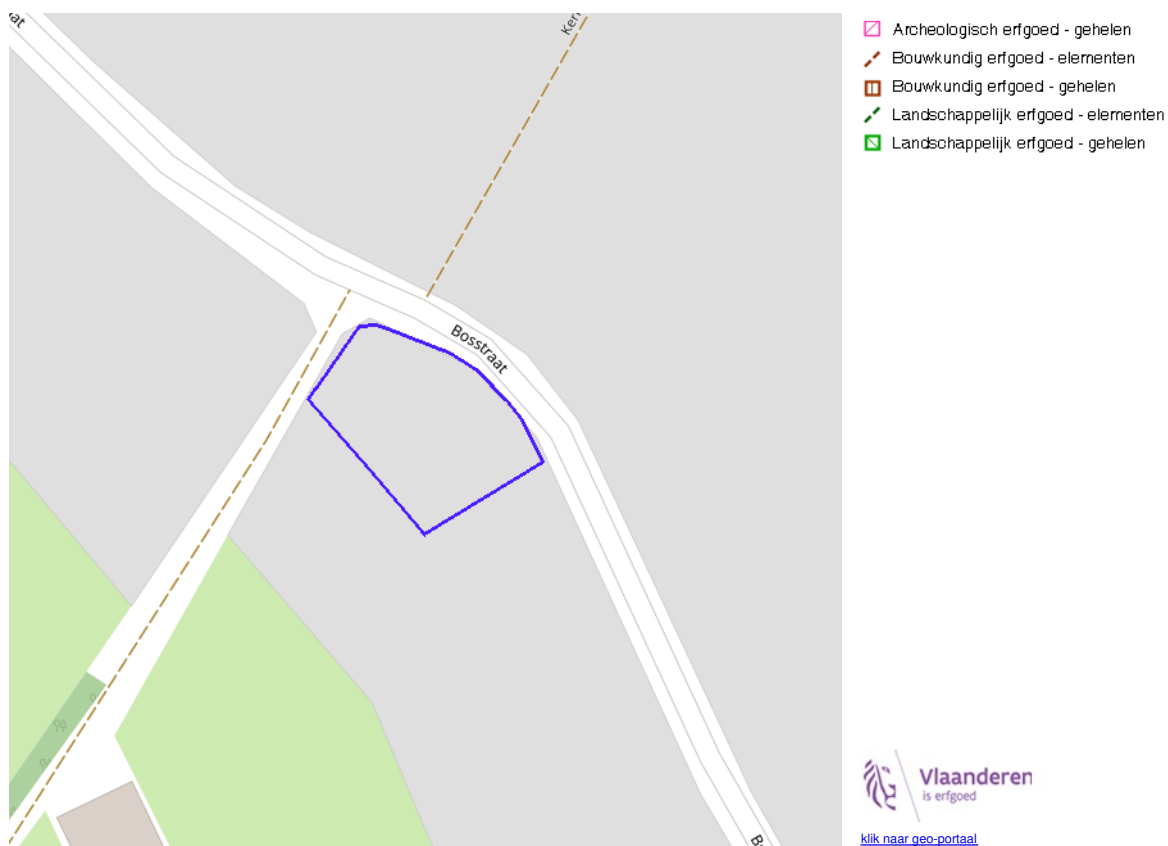 Bosstraat
Archeologisch erfgoed - gehelen
Bouwkundig erfgoed - elementen
Bouwkundig erfgoed - gehelen
Landschappelijk erfgoed - elementen
Landschappelijk erfgoed - gehelen
Vlaanderen
is erfgoed
klik naar geo-portaal